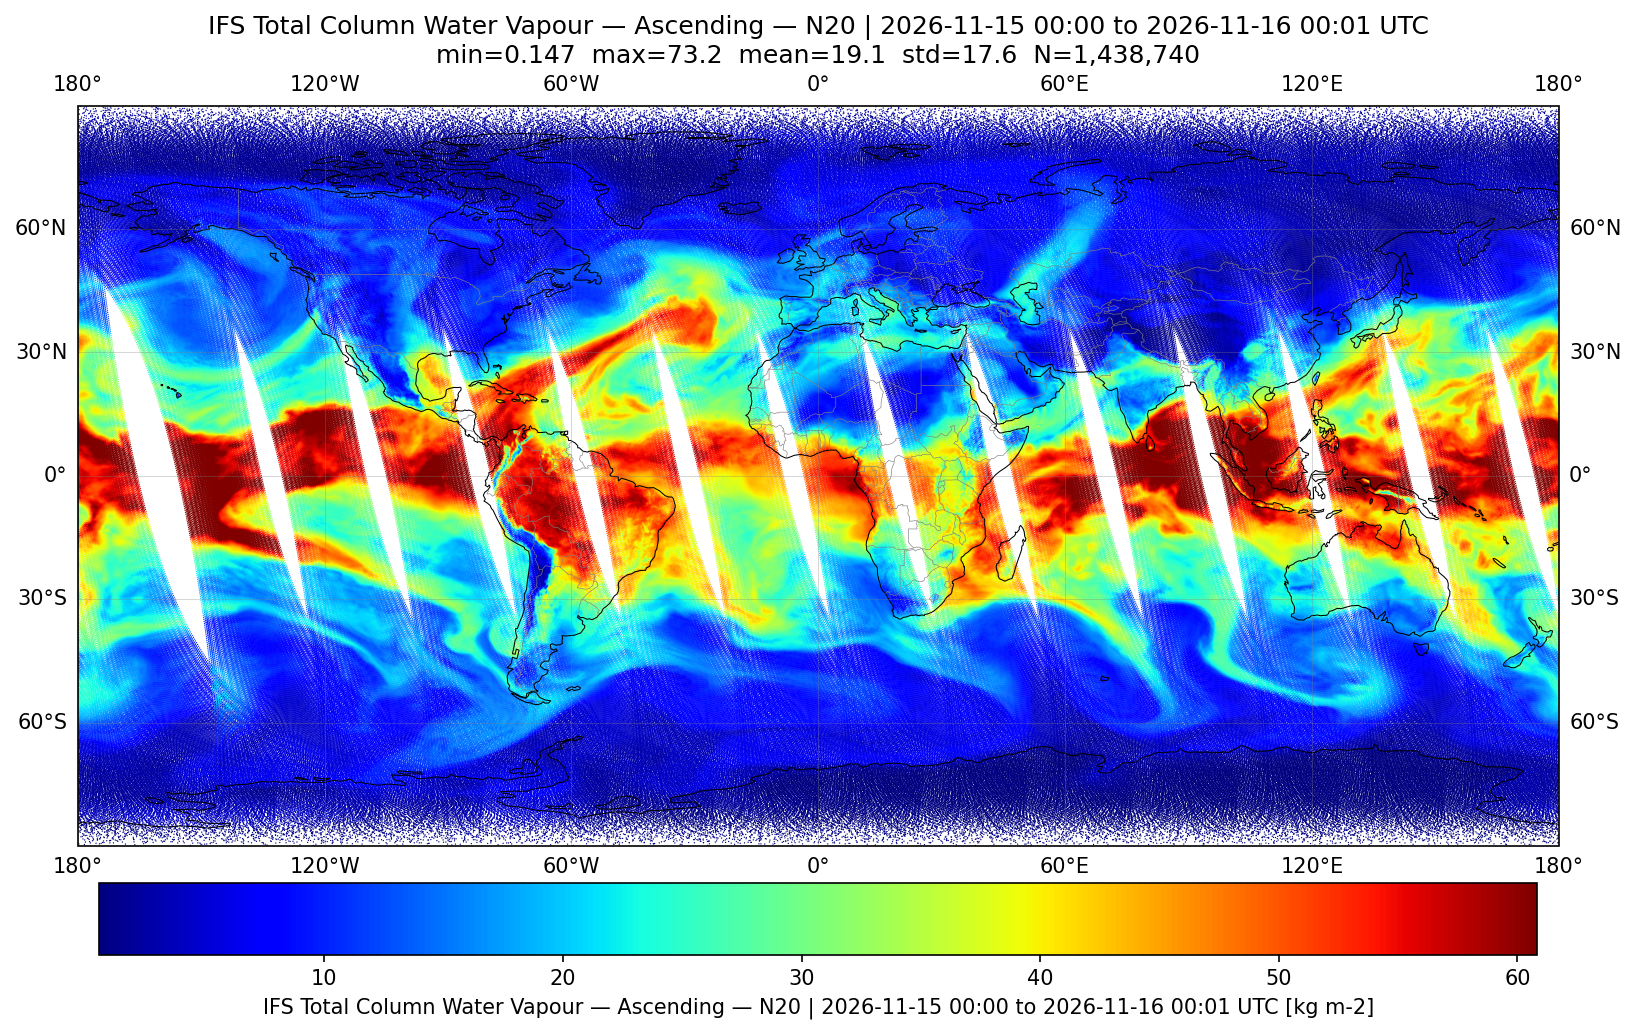 IFS Total Column Water Vapour — Ascending — N20 | 2026-11-15 00:00 to 2026-11-16 00:01 UTC
min=0.147 max=73.2 mean=19.1 std=17.6 N=1,438,740
180° 120°W 60°W 0° 60°E 120°E 180°
60°N 60°N
30°N 30°N
0° 0°
30°S 30°S
60°S 60°S
180° 120°W 60°W 0° 60°E 120°E 180°
10 20 30 40 50 60
IFS Total Column Water Vapour — Ascending — N20 | 2026-11-15 00:00 to 2026-11-16 00:01 UTC [kg m-2]